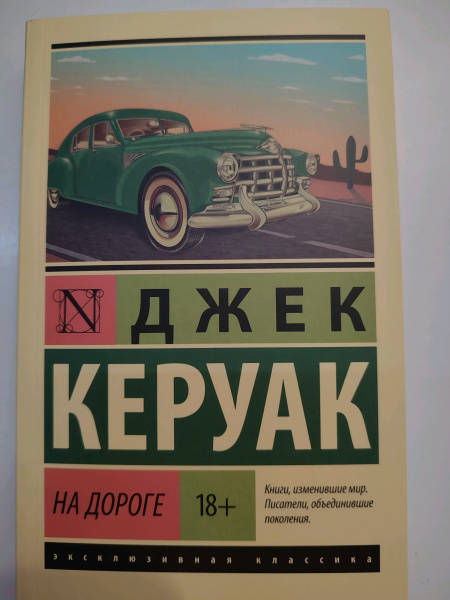 N ДЖЕК
КЕРУАК
НА ДОРОГЕ 18+
Книги, изменившие мир.
Писатели, объединившие
поколения.
эксклюзивная классика